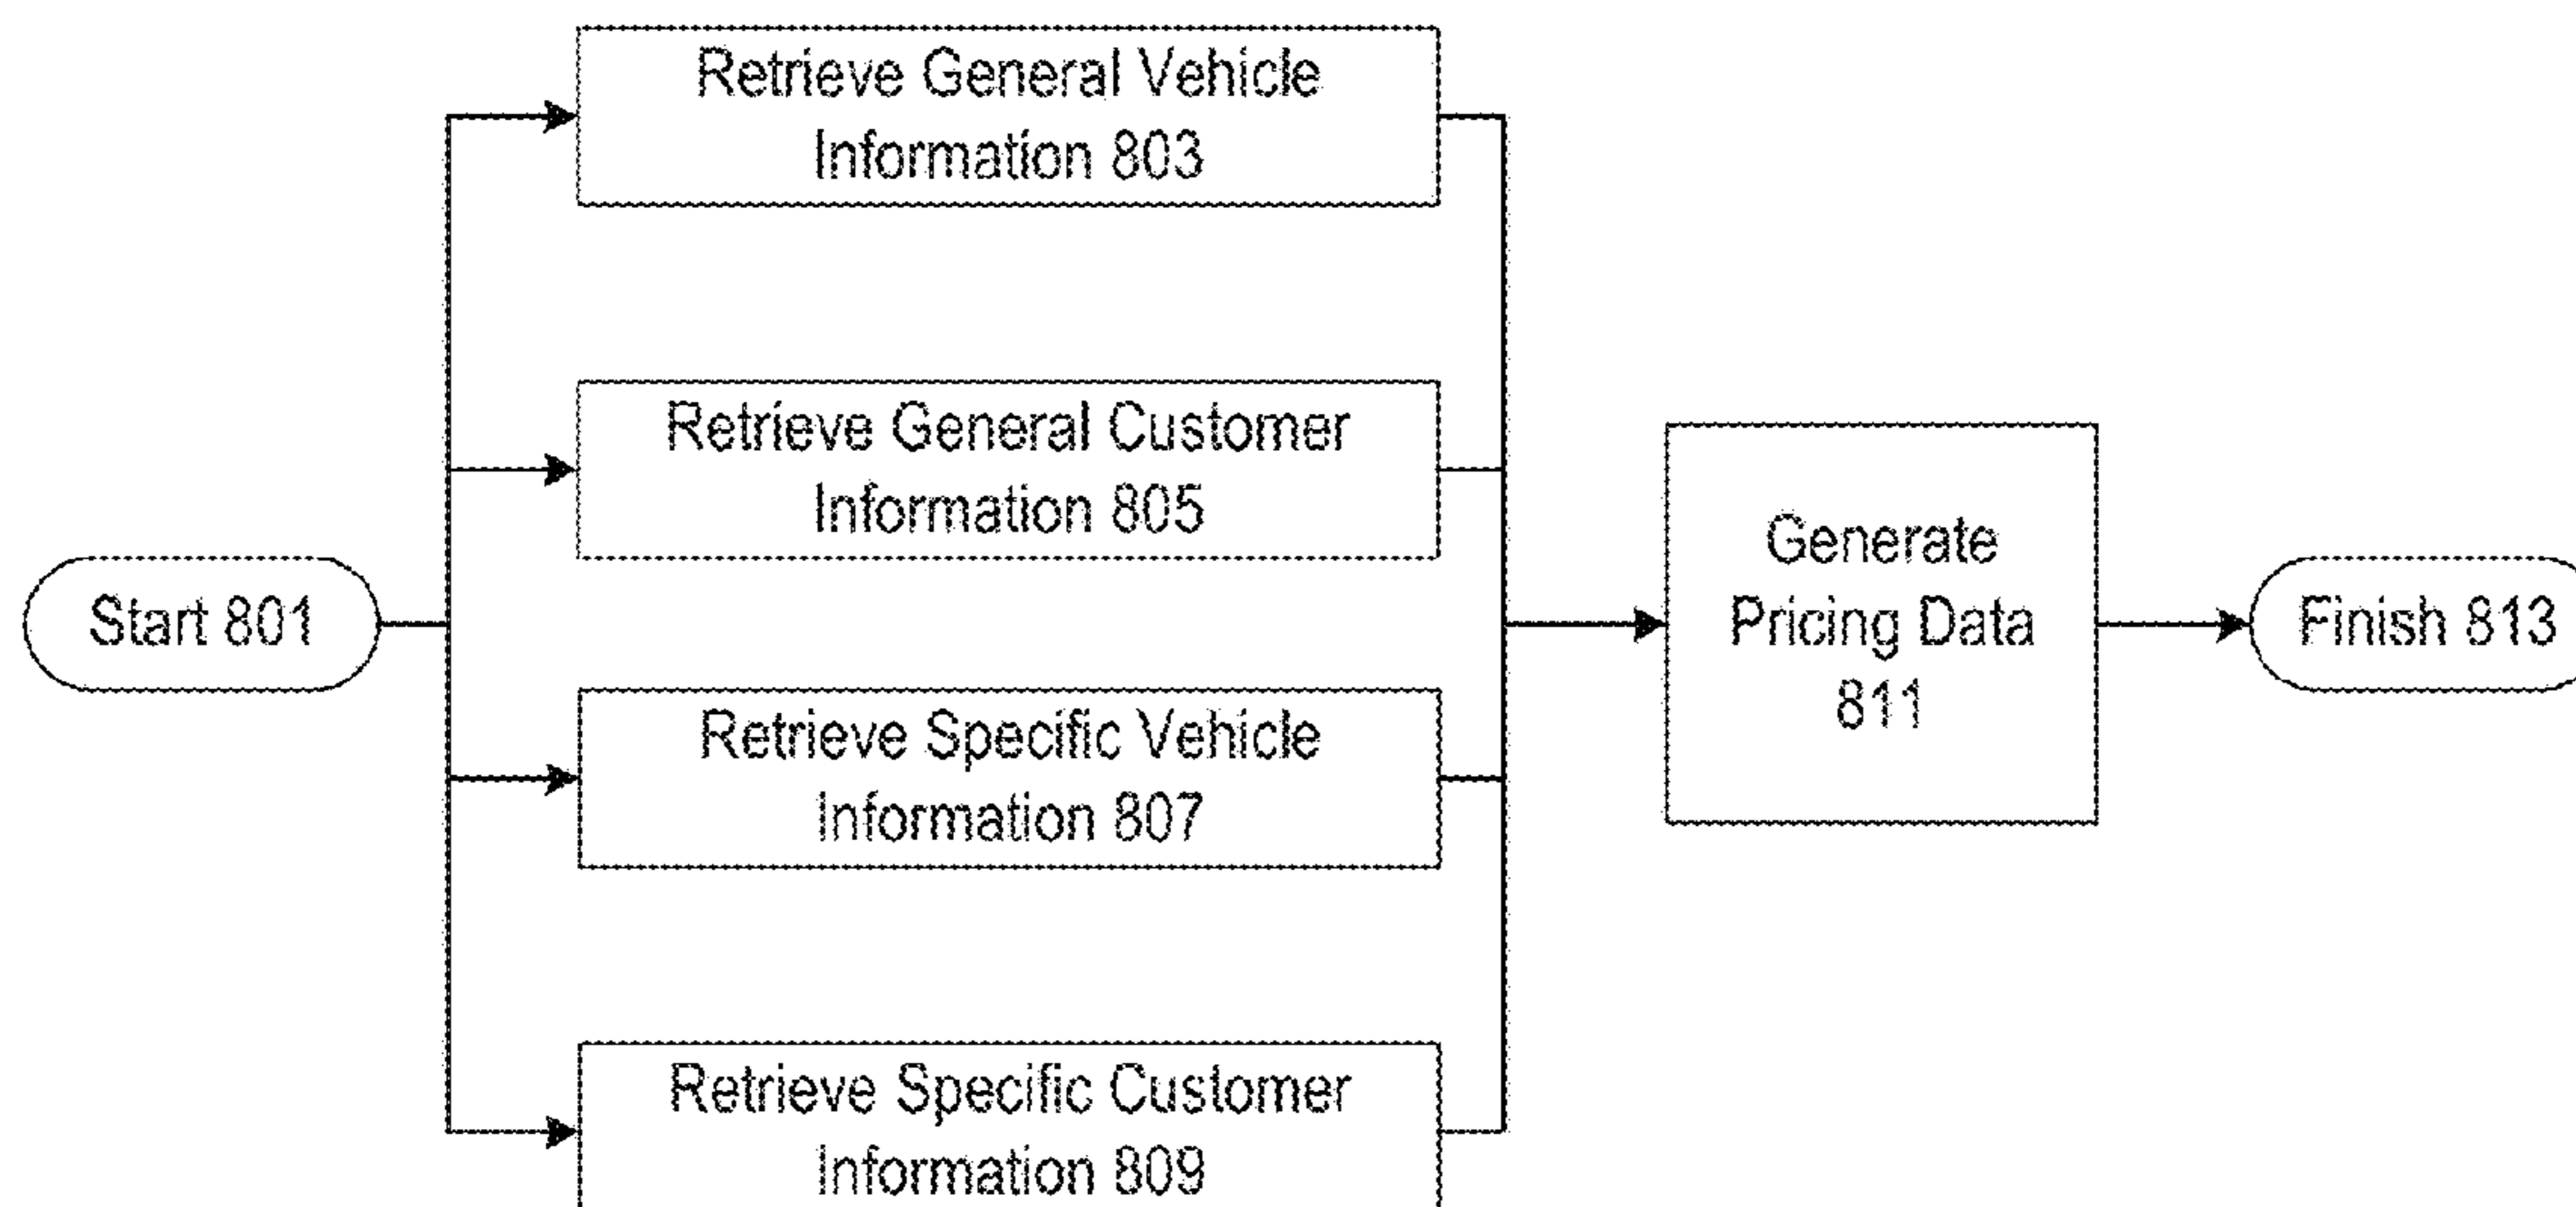 Retrieve General Vehicle
Information 803
Retrieve General Customer
Information 805
Start 801
Generate
Pricing Data
811
Finish 813
Retrieve Specific Vehicle
Information 807
Retrieve Specific Customer
Information 809